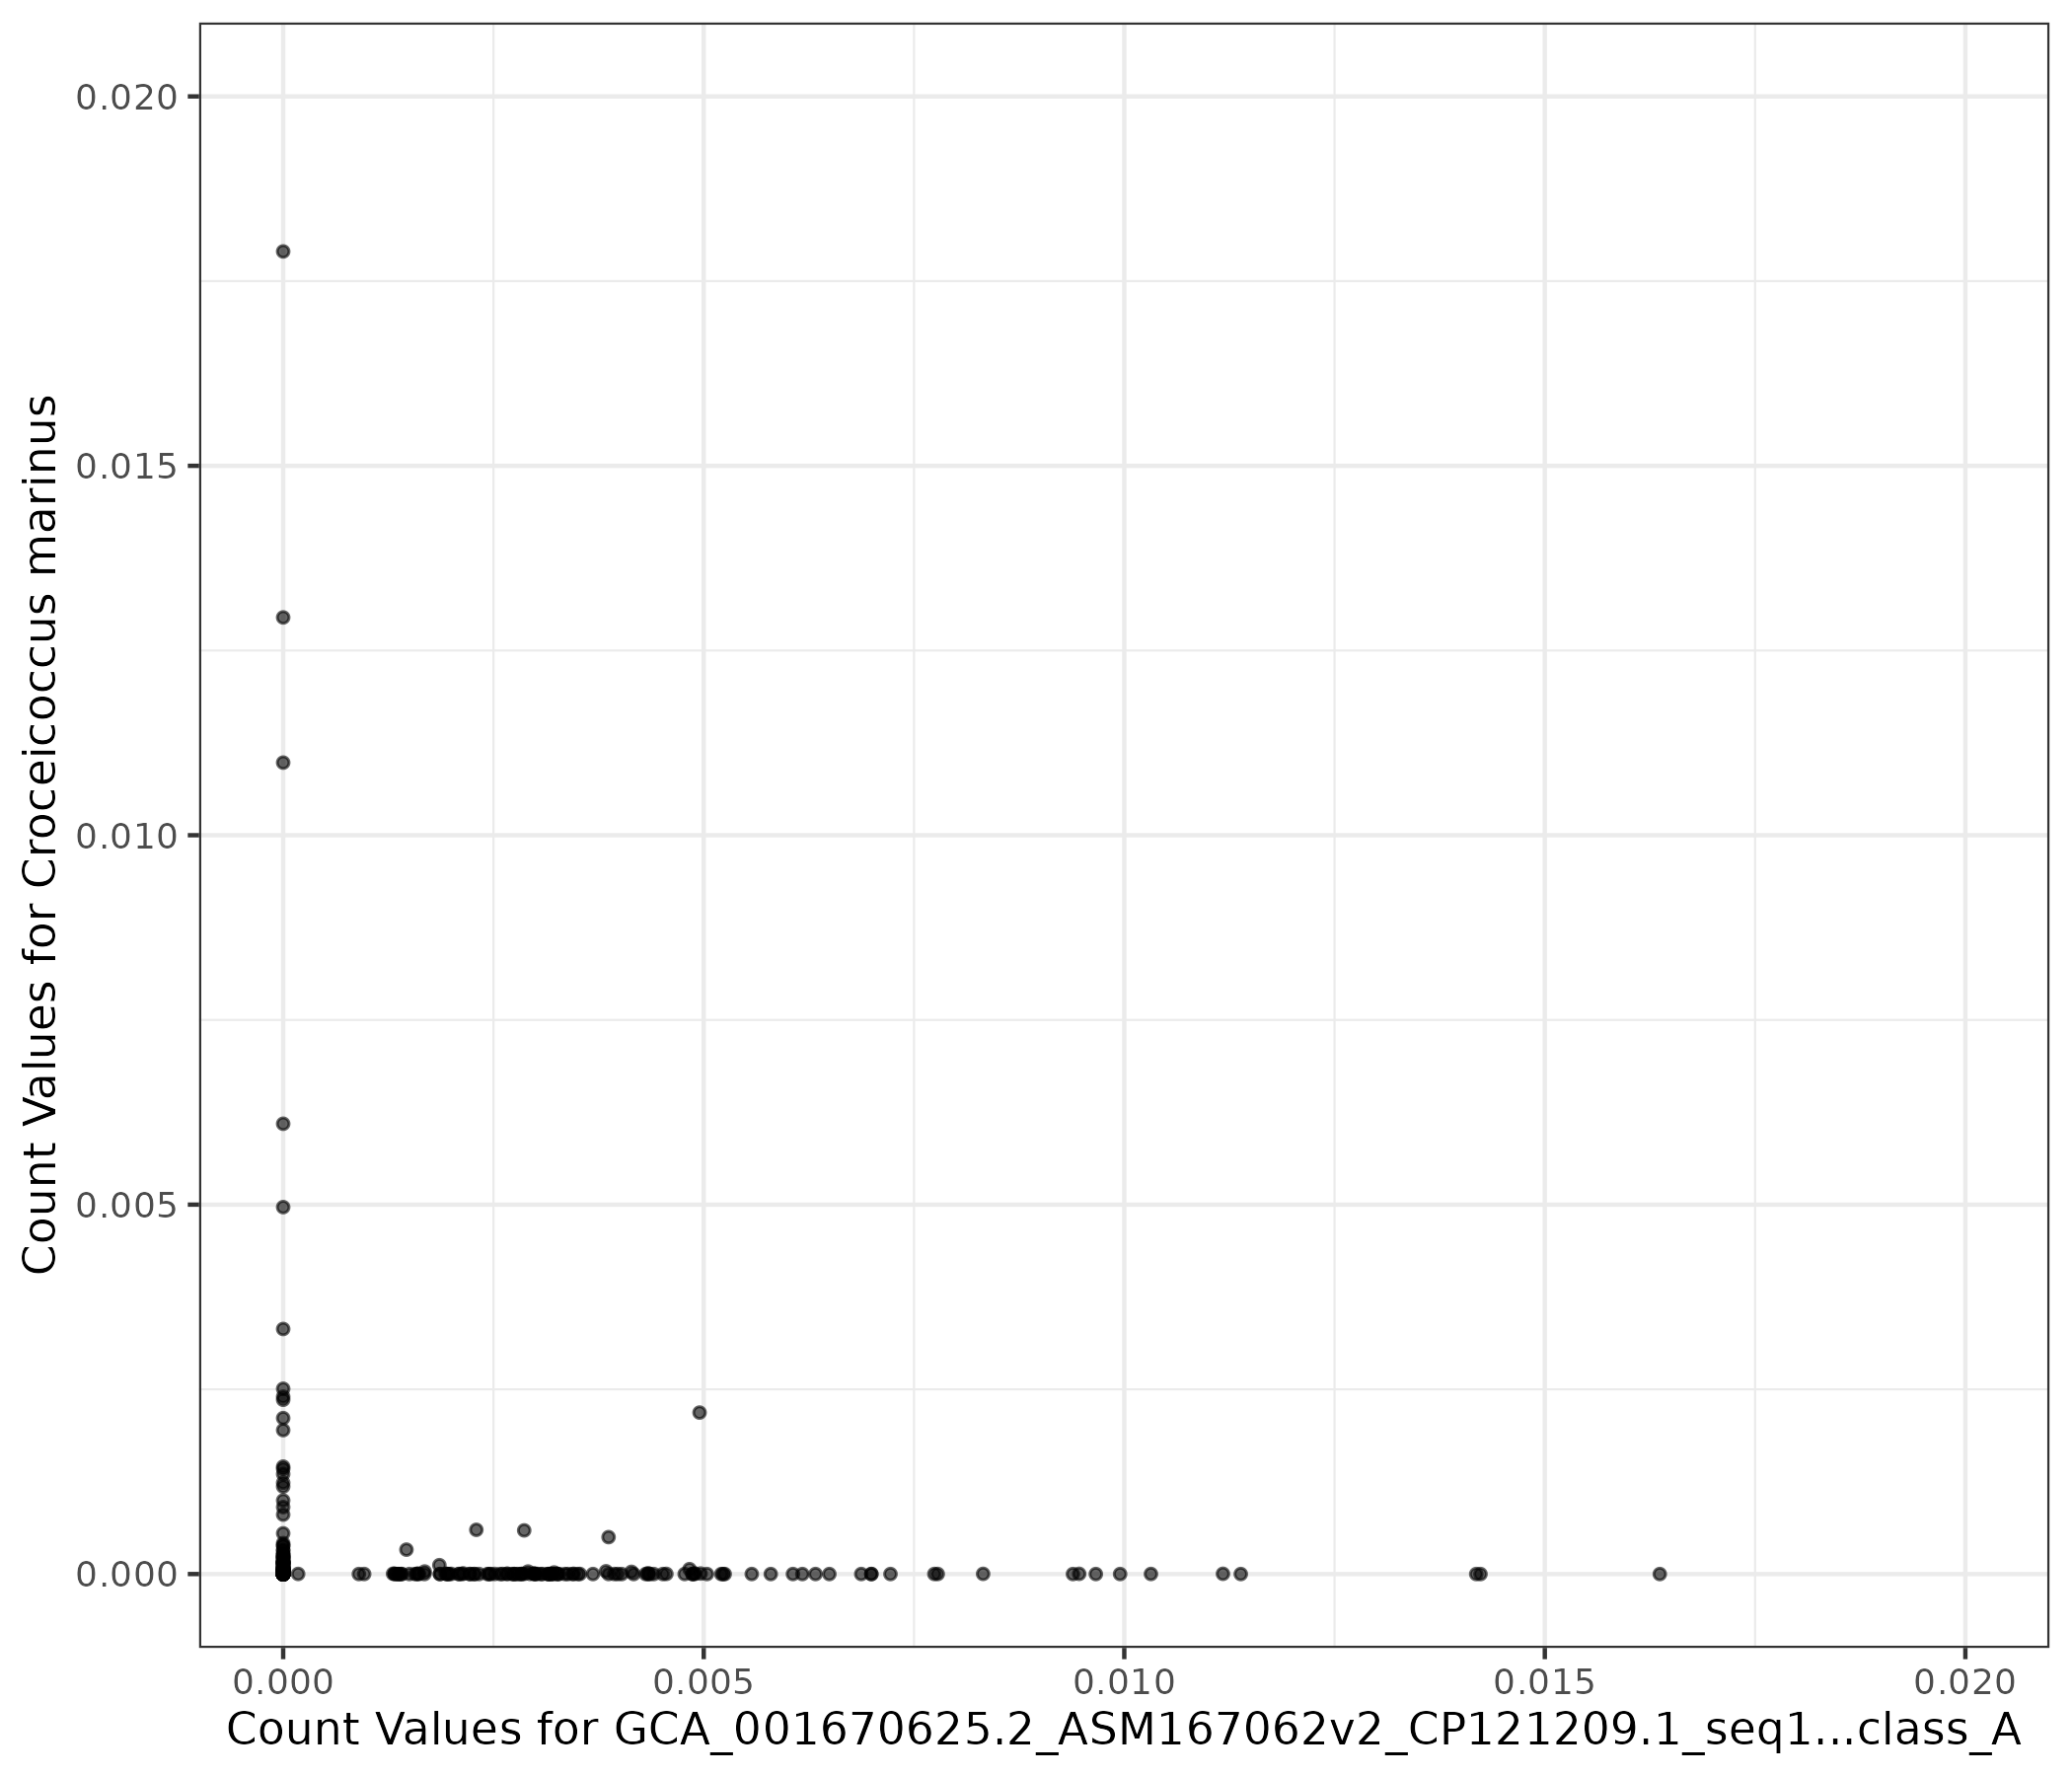 Count Values for Croceicoccus marinus
0.020
0.015
0.010
0.005
0.000
0.000 0.005 0.010 0.015 0.020
Count Values for GCA_001670625.2_ASM167062v2_CP121209.1_seq1...class_A